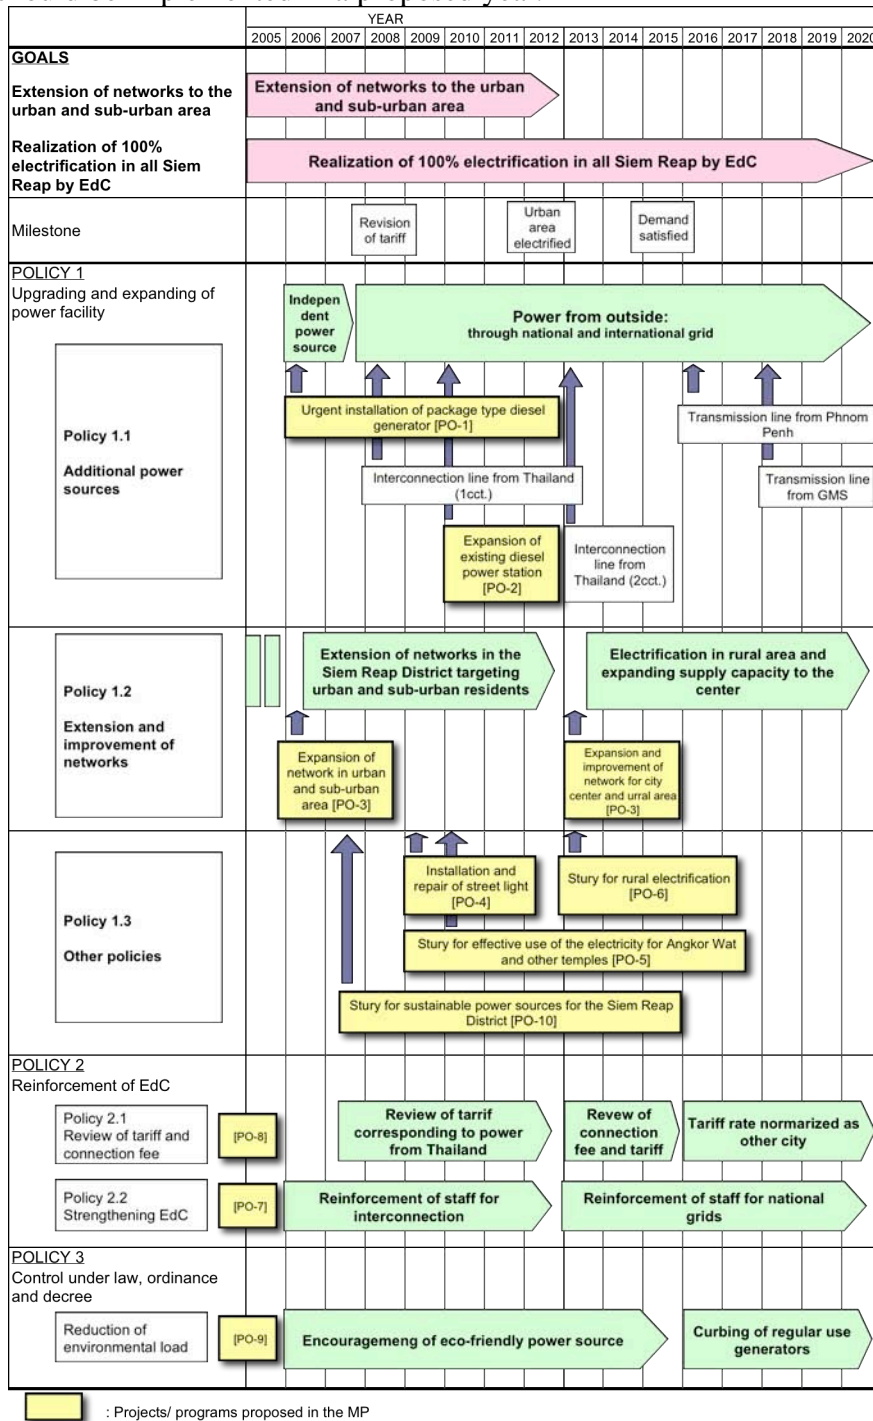 YEAR
2005 2006 2007 2008 2009 2010 2011 2012 2013 2014 2015 2016 2017 2018 2019 2020
GOALS
Extension of networks to the
urban and sub-urban area
Extension of networks to the urban
and sub-urban area
Realization of 100%
electrification in all Siem
Reap by EdC
Realization of 100% electrification in all Siem Reap by EdC
Milestone
Revision
of tariff
Urban
area
electrified
Demand
satisfied
POLICY 1
Upgrading and expanding of
power facility
Indepen
dent
power
source
Power from outside:
through national and international grid
Policy 1.1
Additional power
sources
Urgent installation of package type diesel
generator [PO-1]
Transmission line from Phnom
Penh
Interconnection line from Thailand
(1cct.)
Transmission line
from GMS
Expansion of
existing diesel
power station
[PO-2]
Interconnection
line from
Thailand (2cct.)
Policy 1.2
Extension and
improvement of
networks
Extension of networks in the
Siem Reap District targeting
urban and sub-urban residents
Electrification in rural area and
expanding supply capacity to the
center
Expansion of
network in urban
and sub-urban
area [PO-3]
Expansion and
improvement of
network for city
center and urral area
[PO-3]
Policy 1.3
Other policies
Installation and
repair of street light
[PO-4]
Stury for rural electrification
[PO-6]
Stury for effective use of the electricity for Angkor Wat
and other temples [PO-5]
Stury for sustainable power sources for the Siem Reap
District [PO-10]
POLICY 2
Reinforcement of EdC
Policy 2.1
Review of tariff and
connection fee
[PO-8]
Review of tarrif
corresponding to power
from Thailand
Revew of
connection
fee and tariff
Tariff rate normarized as
other city
Policy 2.2
Strengthening EdC
[PO-7]
Reinforcement of staff for
interconnection
Reinforcement of staff for national
grids
POLICY 3
Control under law, ordinance
and decree
Reduction of
environmental load
[PO-9]
Encouragemeng of eco-friendly power source
Curbing of regular use
generators
: Projects/ programs proposed in the MP